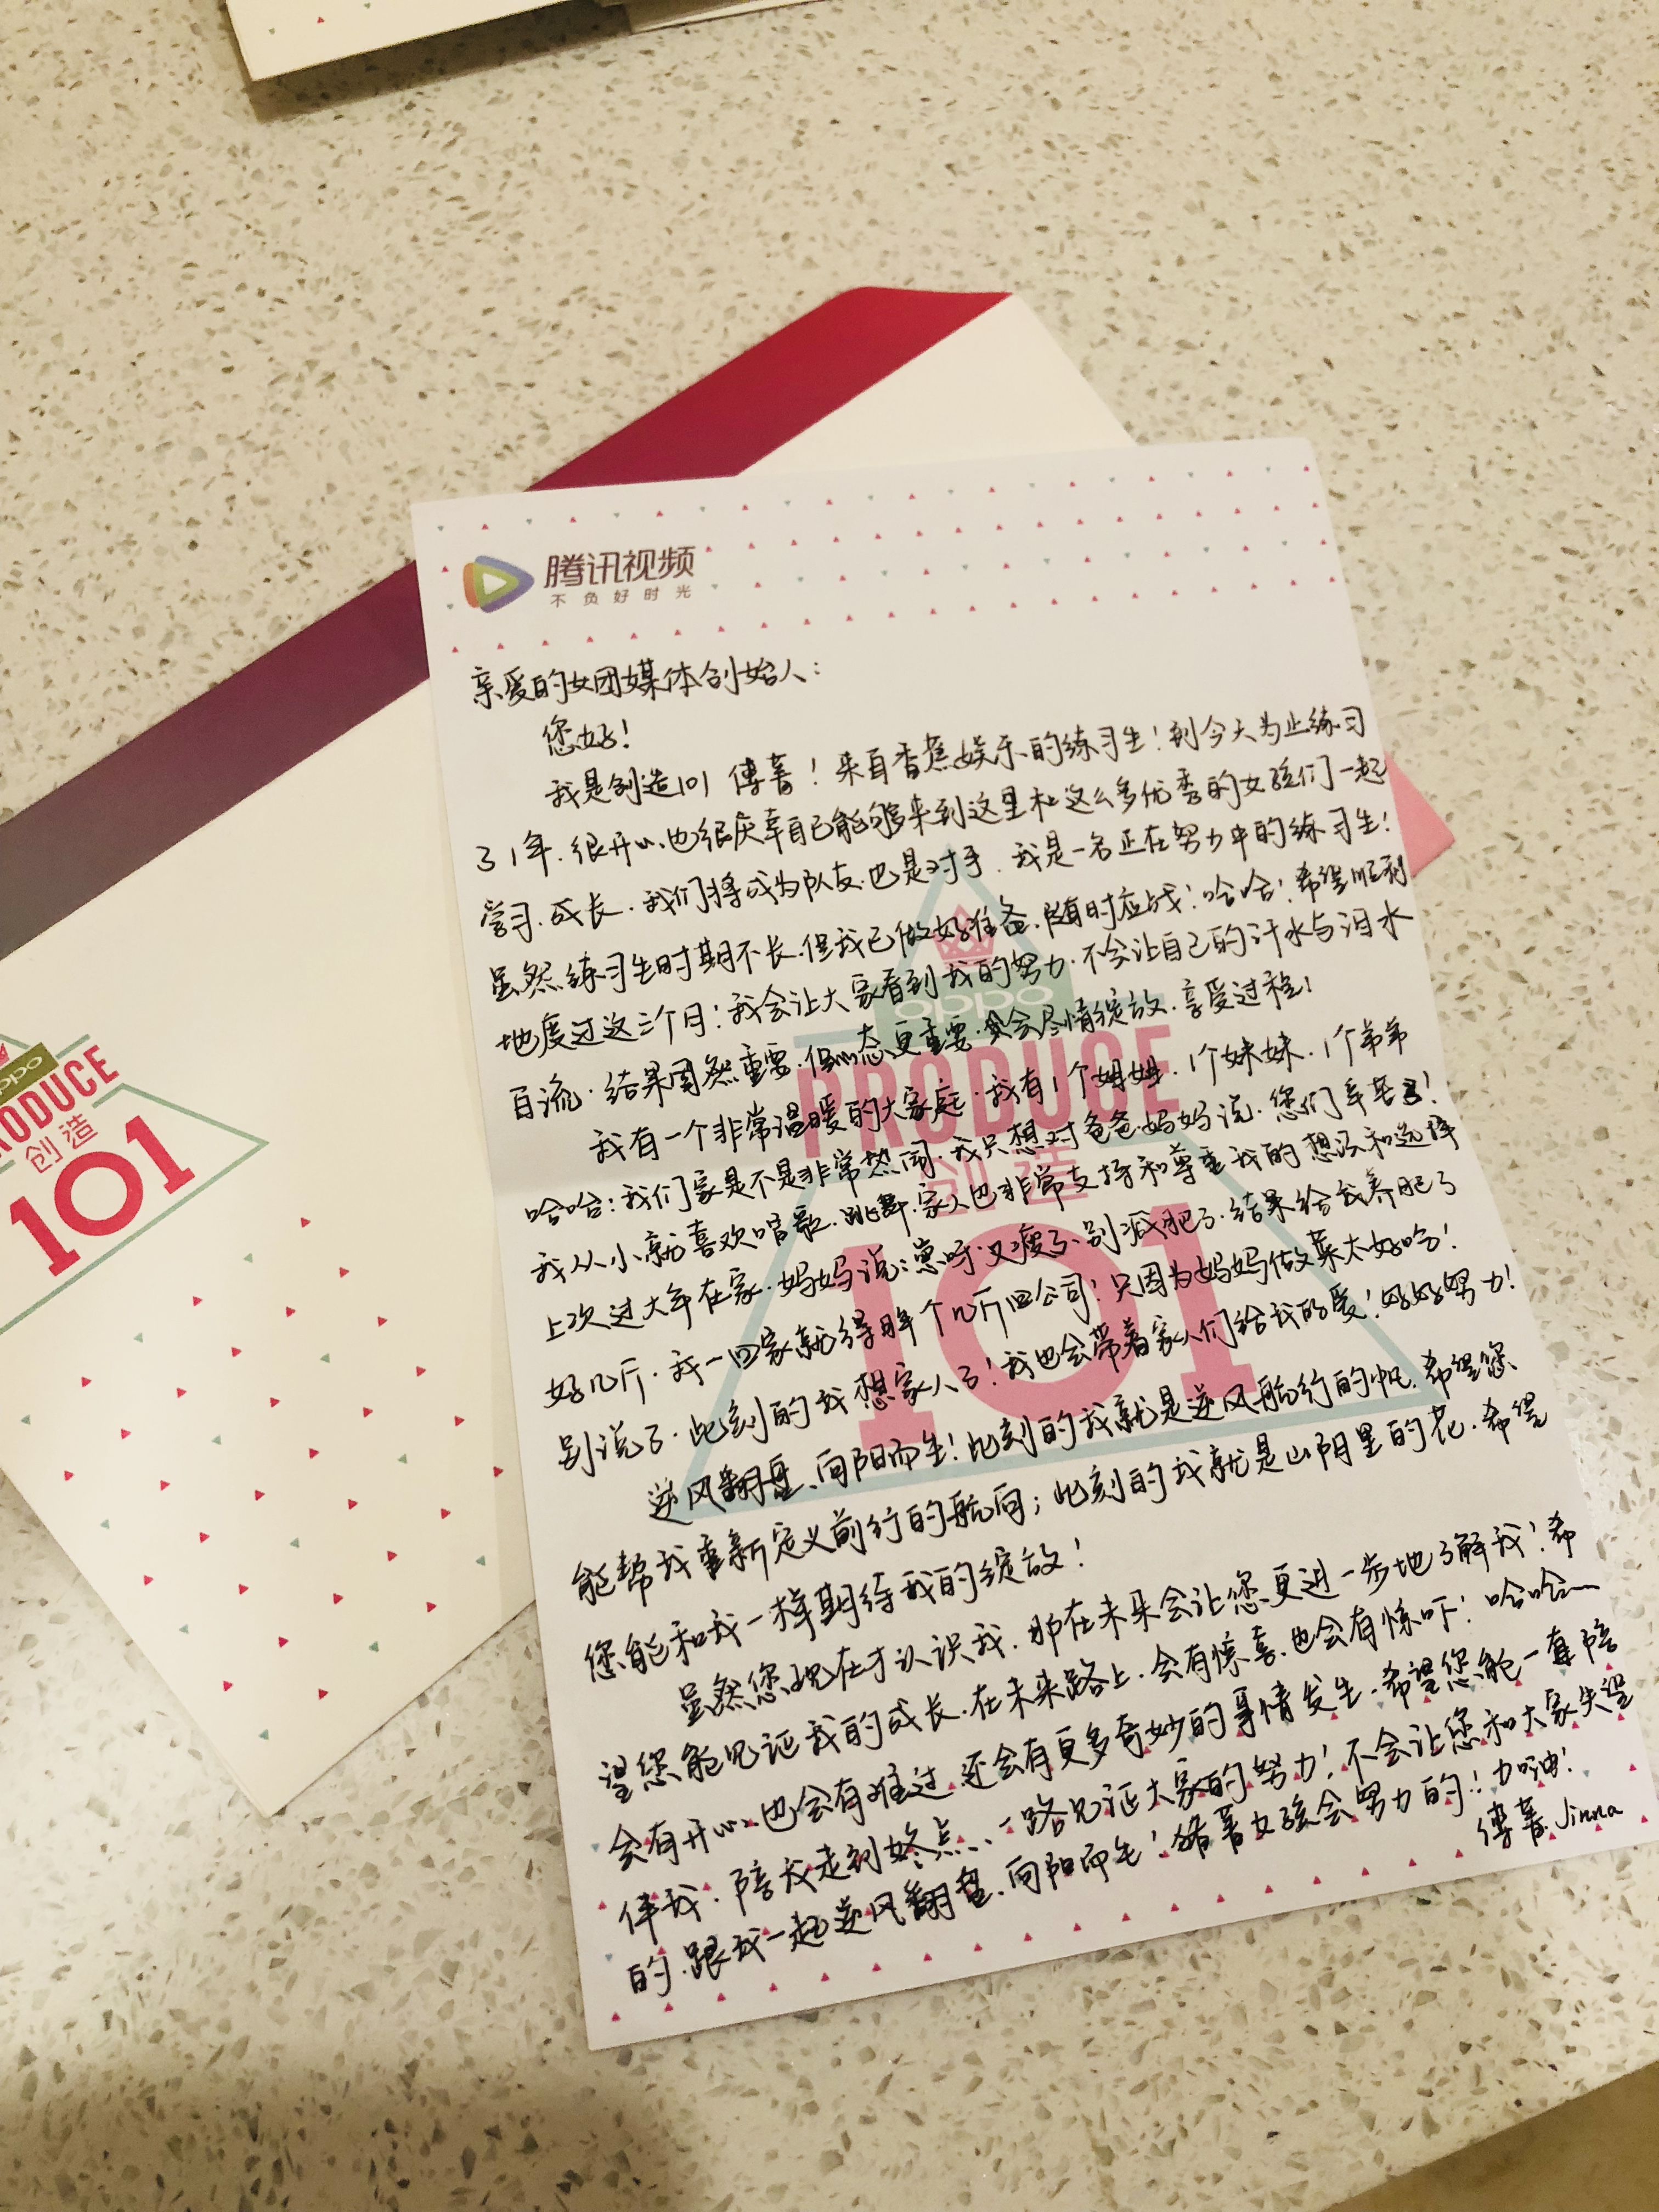 腾讯视频
不负好时光
亲爱的女团媒体创始人:
您好!
我是创造101 傅菁!来自香蕉娱乐的练习生!到今天为止练习
了1年.很开心.也很庆幸自己能够来到这里和这么多优秀的女孩们一起
学习.成长.我们将成为队友.也是对手.我是一名正在努力中的练习生!
虽然练习生时期不长.但我已做好准备.随时应战!哈哈!希望顺利
地度过这三个月!我会让大家看到我的努力.不会让自己的汗水与泪水
白流.结果固然重要.但心态更重要.我会尽情绽放.享受过程!
我有一个非常温暖的大家庭.我有1个姐姐.1个妹妹.1个弟弟
哈哈!我们家是不是非常热闹.我只想对爸爸.妈妈说.您们辛苦了!
我从小就喜欢唱歌.跳舞.家人也非常支持和尊重我的想法和选择
上次过大年在家.妈妈说:崽呀又瘦了.别减肥了.结果给我养肥了
好几斤.我一回家就得胖个几斤回公司!只因为妈妈做菜太好吃!
别说了.此刻的我想家人了!我也会带着家人们给我的爱!好好努力!
逆风翻盘、向阳而生!此刻的我就是逆风航行的帆.希望您
能帮我重新定义前行的航向;此刻的我就是山阴里的花.希望
您能和我一样期待我的绽放!
虽然您现在才认识我.那在未来会让您更进一步地了解我!希
望您能见证我的成长.在未来路上.会有惊喜.也会有惊吓!哈哈~
会有开心.也会有难过.还会有更多奇妙的事情发生.希望您能一直陪
伴我.陪我走到终点、一路见证大家的努力!不会让您和大家失望
的.跟我一起逆风翻盘.向阳而生!猪菁女孩会努力的!加油!
傅菁.Jinna
OPPO
PRODUCE
创造
101
oppo
RODUCE
创造
101